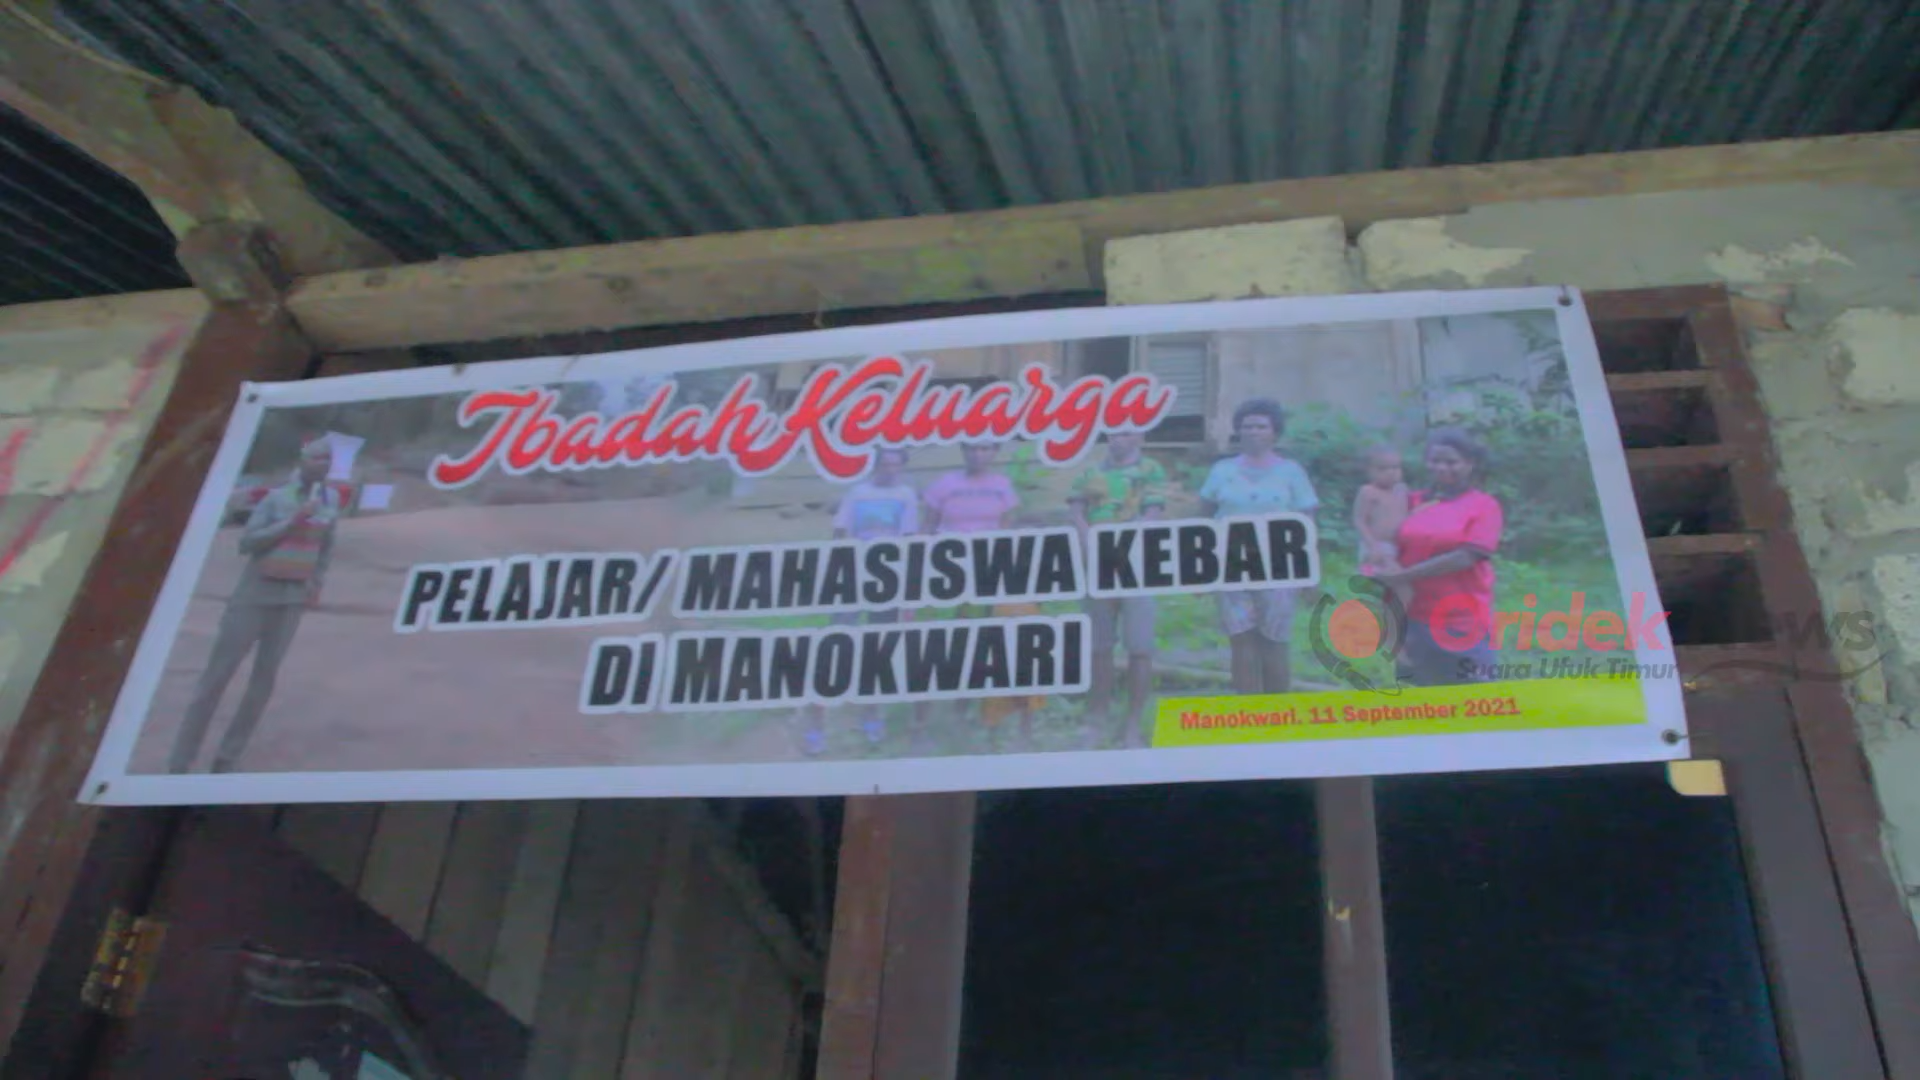 Ibadah Keluarga
PELAJAR/ MAHASISWA KEBAR
DI MANOKWARI
Manokwari. 11 September 2021
Gridek News
Suara Ufuk Timur